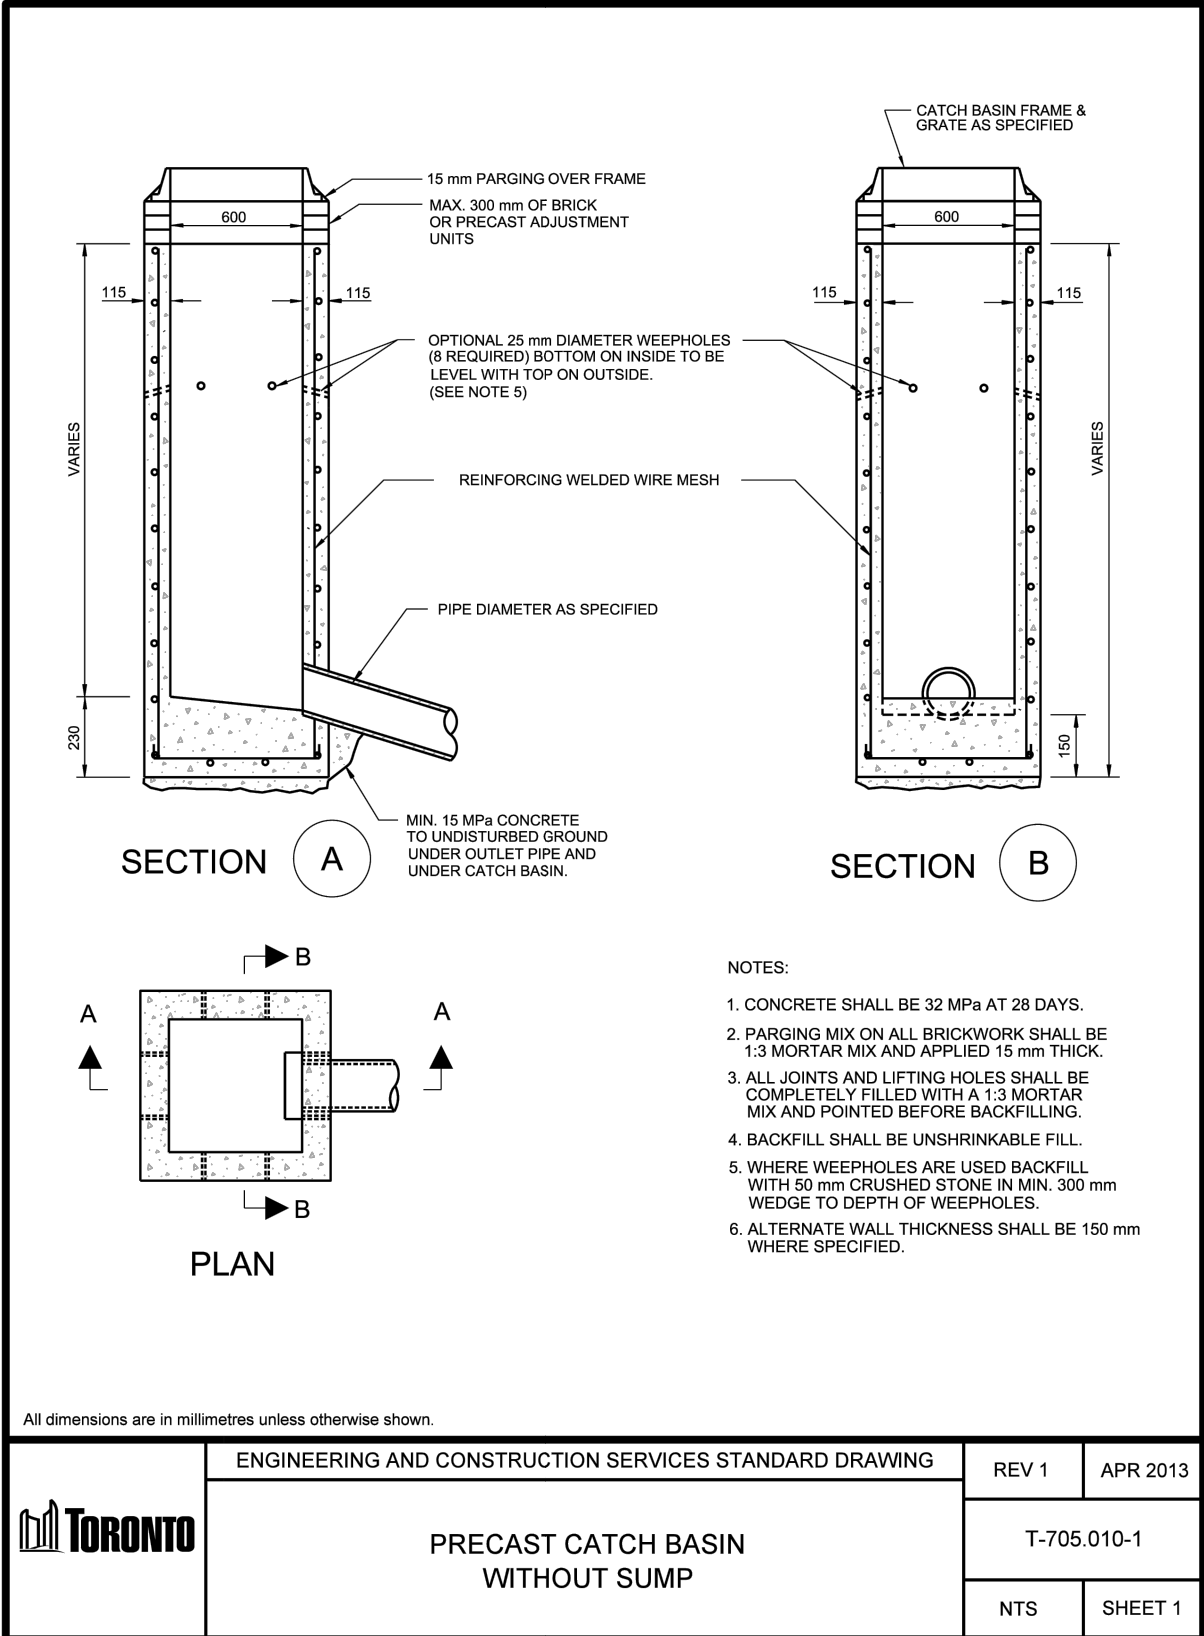 CATCH BASIN FRAME &
GRATE AS SPECIFIED
15 mm PARGING OVER FRAME
MAX. 300 mm OF BRICK
OR PRECAST ADJUSTMENT
UNITS
600
600
115
115
115
115
OPTIONAL 25 mm DIAMETER WEEPHOLES
(8 REQUIRED) BOTTOM ON INSIDE TO BE
LEVEL WITH TOP ON OUTSIDE.
(SEE NOTE 5)
VARIES
VARIES
REINFORCING WELDED WIRE MESH
PIPE DIAMETER AS SPECIFIED
230
150
MIN. 15 MPa CONCRETE
TO UNDISTURBED GROUND
UNDER OUTLET PIPE AND
UNDER CATCH BASIN.
SECTION A
SECTION B
B
A
A
B
PLAN
NOTES:
1. CONCRETE SHALL BE 32 MPa AT 28 DAYS.
2. PARGING MIX ON ALL BRICKWORK SHALL BE
1:3 MORTAR MIX AND APPLIED 15 mm THICK.
3. ALL JOINTS AND LIFTING HOLES SHALL BE
COMPLETELY FILLED WITH A 1:3 MORTAR
MIX AND POINTED BEFORE BACKFILLING.
4. BACKFILL SHALL BE UNSHRINKABLE FILL.
5. WHERE WEEPHOLES ARE USED BACKFILL
WITH 50 mm CRUSHED STONE IN MIN. 300 mm
WEDGE TO DEPTH OF WEEPHOLES.
6. ALTERNATE WALL THICKNESS SHALL BE 150 mm
WHERE SPECIFIED.
All dimensions are in millimetres unless otherwise shown.
TORONTO
ENGINEERING AND CONSTRUCTION SERVICES STANDARD DRAWING
PRECAST CATCH BASIN
WITHOUT SUMP
REV 1
APR 2013
T-705.010-1
NTS
SHEET 1